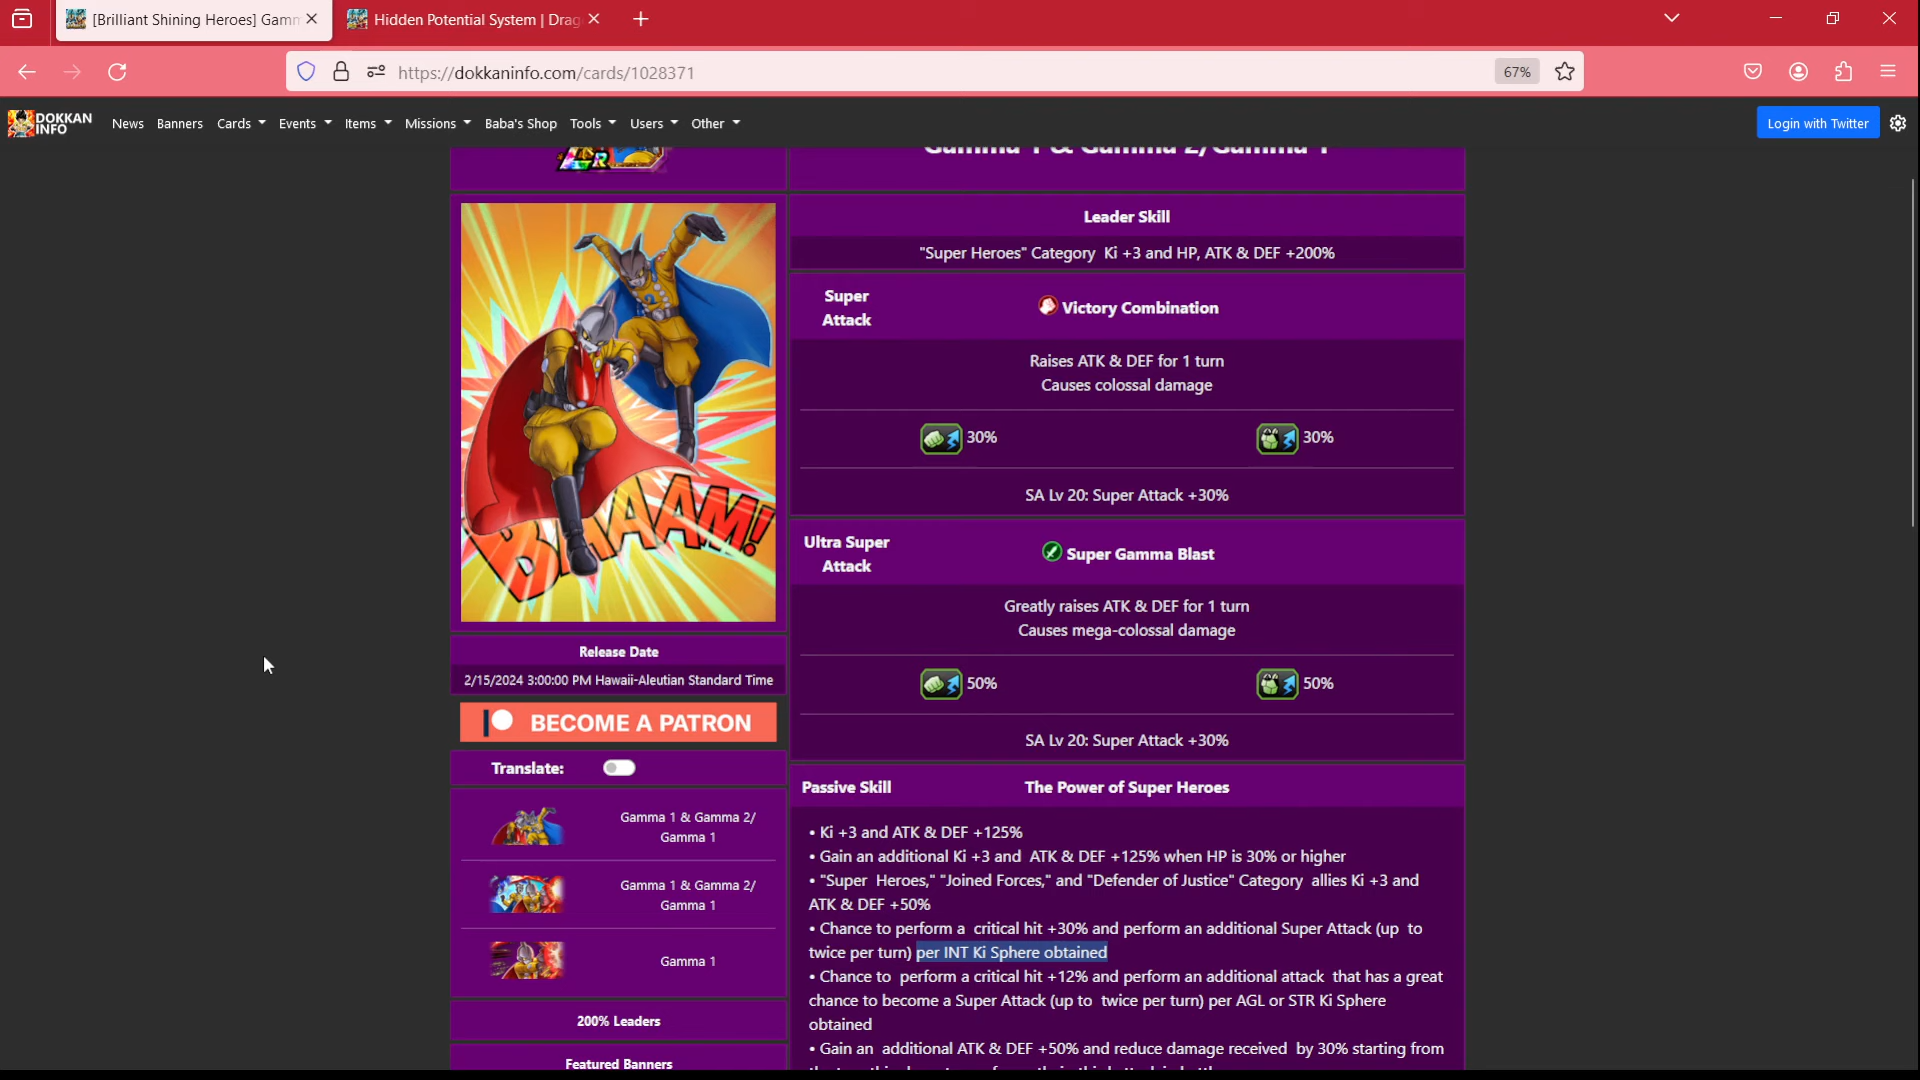 [Brilliant Shining Heroes] Gamm
Hidden Potential System | Drag
https://dokkaninfo.com/cards/1028371
67%
DOKKAN
INFO
News
Banners
Cards
Events
Items
Missions
Baba's Shop
Tools
Users
Other
Login with Twitter
LR
Gamma 1 & Gamma 2/Gamma 1
BHAAM!
Release Date
2/15/2024 3:00:00 PM Hawaii-Aleutian Standard Time
BECOME A PATRON
Translate:
Gamma 1 & Gamma 2/
Gamma 1
Gamma 1 & Gamma 2/
Gamma 1
Gamma 1
200% Leaders
Featured Banners
Leader Skill
"Super Heroes" Category Ki +3 and HP, ATK & DEF +200%
Super
Attack
Victory Combination
Raises ATK & DEF for 1 turn
Causes colossal damage
30%
30%
SA Lv 20: Super Attack +30%
Ultra Super
Attack
Super Gamma Blast
Greatly raises ATK & DEF for 1 turn
Causes mega-colossal damage
50%
50%
SA Lv 20: Super Attack +30%
Passive Skill
The Power of Super Heroes
• Ki +3 and ATK & DEF +125%
• Gain an additional Ki +3 and ATK & DEF +125% when HP is 30% or higher
• "Super Heroes," "Joined Forces," and "Defender of Justice" Category allies Ki +3 and
ATK & DEF +50%
• Chance to perform a critical hit +30% and perform an additional Super Attack (up to
twice per turn) per INT Ki Sphere obtained
• Chance to perform a critical hit +12% and perform an additional attack that has a great
chance to become a Super Attack (up to twice per turn) per AGL or STR Ki Sphere
obtained
• Gain an additional ATK & DEF +50% and reduce damage received by 30% starting from